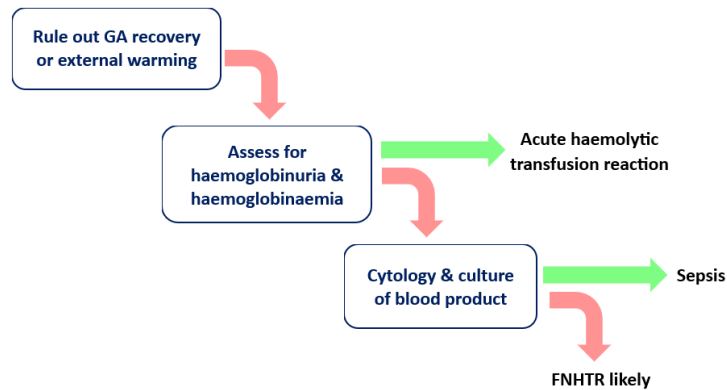 Rule out GA recovery
or external warming
Assess for
haemoglobinuria &
haemoglobinaemia
Acute haemolytic
transfusion reaction
Cytology & culture
of blood product
Sepsis
FNHTR likely